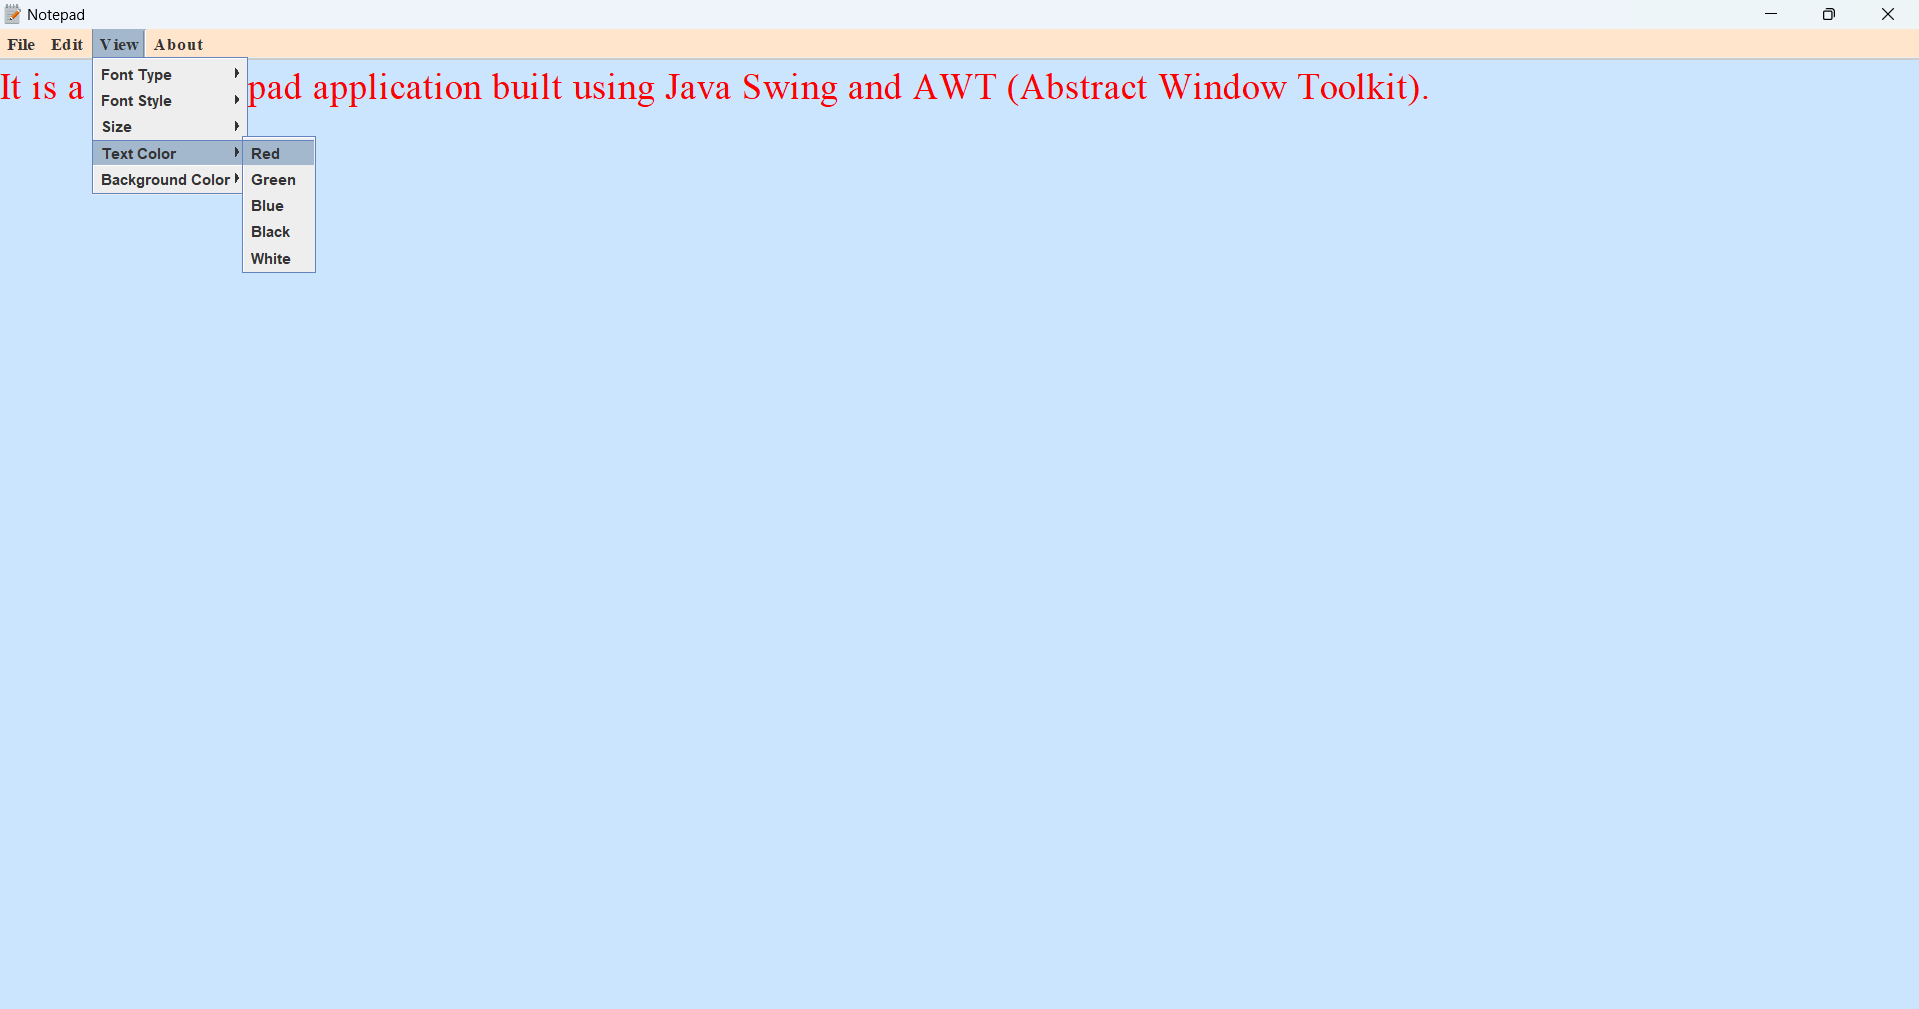 Notepad
File Edit View About
It is a pad application built using Java Swing and AWT (Abstract Window Toolkit).
Font Type
Font Style
Size
Text Color
Background Color
Red
Green
Blue
Black
White